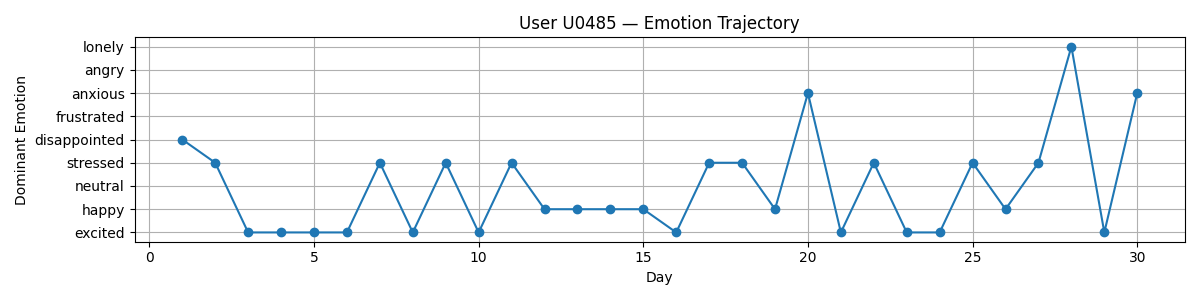 User U0485 — Emotion Trajectory
Dominant Emotion
lonely
angry
anxious
frustrated
disappointed
stressed
neutral
happy
excited
0 5 10 15 20 25 30
Day